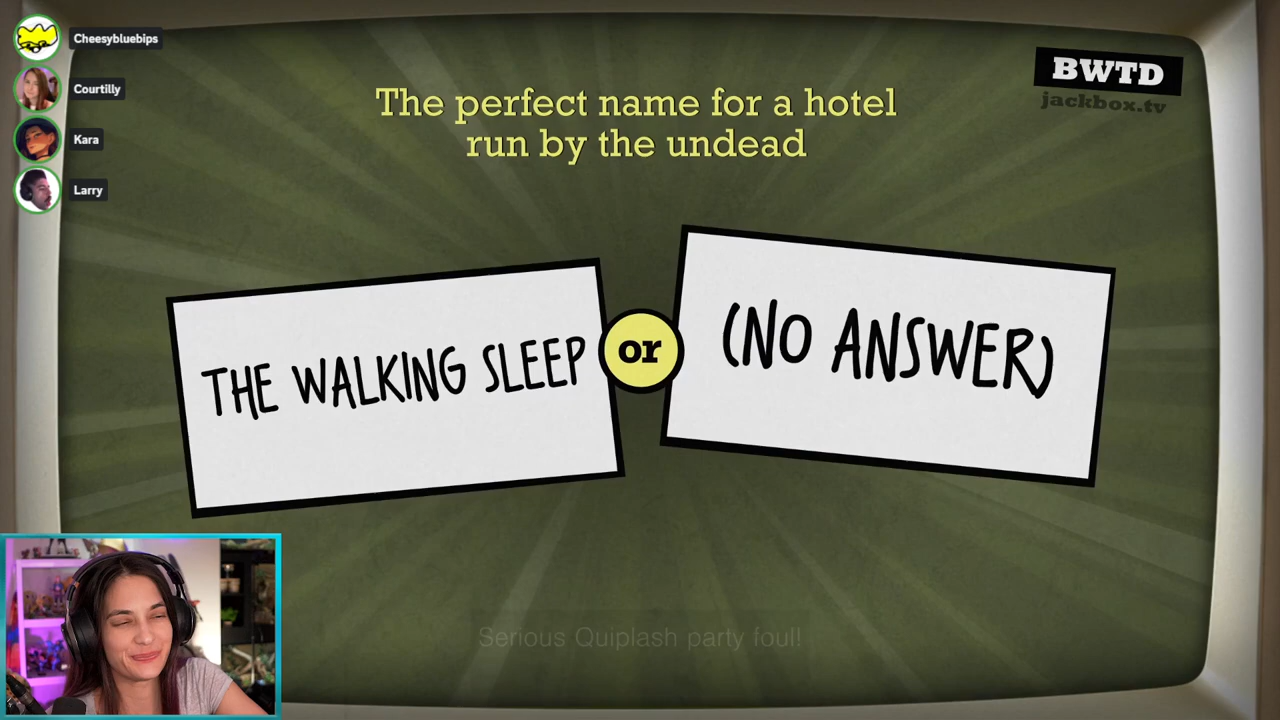 Cheesybluebips
Courtilly
Kara
Larry
BWTD
jackbox.tv
The perfect name for a hotel
run by the undead
THE WALKING SLEEP
or
(NO ANSWER)
Serious Quiplash party foul!